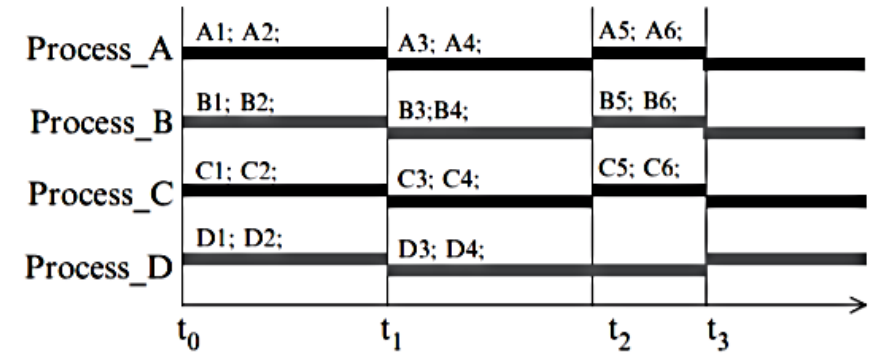 Process_A A1; A2; A3; A4; A5; A6;
Process_B B1; B2; B3;B4; B5; B6;
Process_C C1; C2; C3; C4; C5; C6;
Process_D D1; D2; D3; D4;
t0 t1 t2 t3